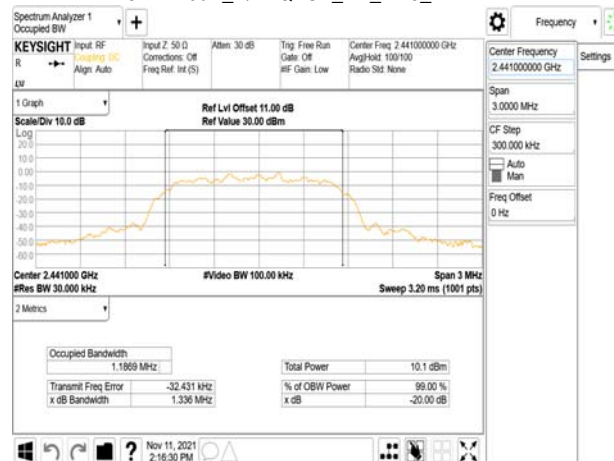 Spectrum Analyzer 1
Occupied BW
Frequency
KEYSIGHT
R
Input: RF
Coupling: DC
Align: Auto
Input Z: 50 Ω
Corrections: Off
Freq Ref: Int (S)
Atten: 30 dB
Trig: Free Run
Gate: Off
#IF Gain: Low
Center Freq: 2.441000000 GHz
Avg|Hold: 100/100
Radio Std: None
Center Frequency
2.441000000 GHz
Settings
Span
3.0000 MHz
CF Step
300.000 kHz
Auto
Man
Freq Offset
0 Hz
1 Graph
Scale/Div 10.0 dB
Ref Lvl Offset 11.00 dB
Ref Value 30.00 dBm
Log
20.0
10.0
0.00
-10.0
-20.0
-30.0
-40.0
-50.0
-60.0
Center 2.441000 GHz
#Res BW 30.000 kHz
#Video BW 100.00 kHz
Span 3 MHz
Sweep 3.20 ms (1001 pts)
2 Metrics
Occupied Bandwidth
1.1869 MHz
Transmit Freq Error -32.431 kHz
x dB Bandwidth 1.336 MHz
Total Power 10.1 dBm
% of OBW Power 99.00 %
x dB -20.00 dB
?
Nov 11, 2021
2:16:30 PM